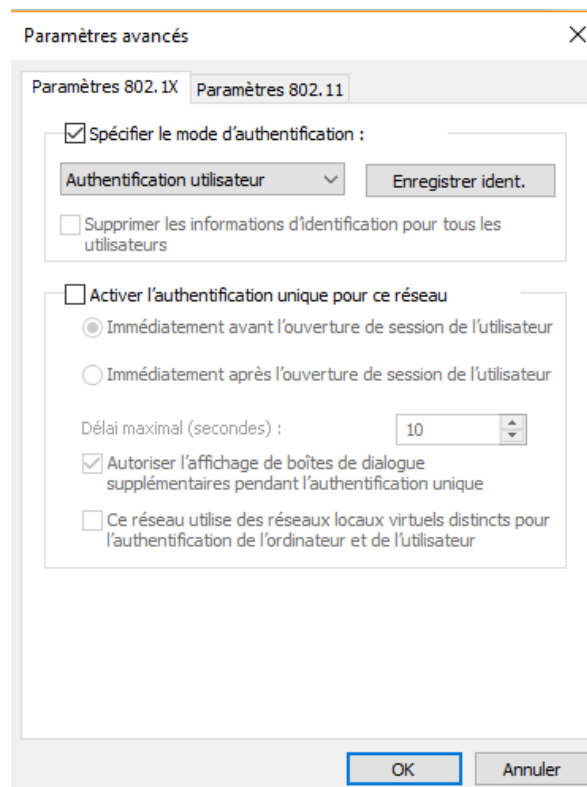 Paramètres avancés
Paramètres 802.1X
Paramètres 802.11
Spécifier le mode d'authentification :
Authentification utilisateur
Enregistrer ident.
Supprimer les informations d'identification pour tous les
utilisateurs
Activer l'authentification unique pour ce réseau
Immédiatement avant l'ouverture de session de l'utilisateur
Immédiatement après l'ouverture de session de l'utilisateur
Délai maximal (secondes) :
10
Autoriser l'affichage de boîtes de dialogue
supplémentaires pendant l'authentification unique
Ce réseau utilise des réseaux locaux virtuels distincts pour
l'authentification de l'ordinateur et de l'utilisateur
OK
Annuler